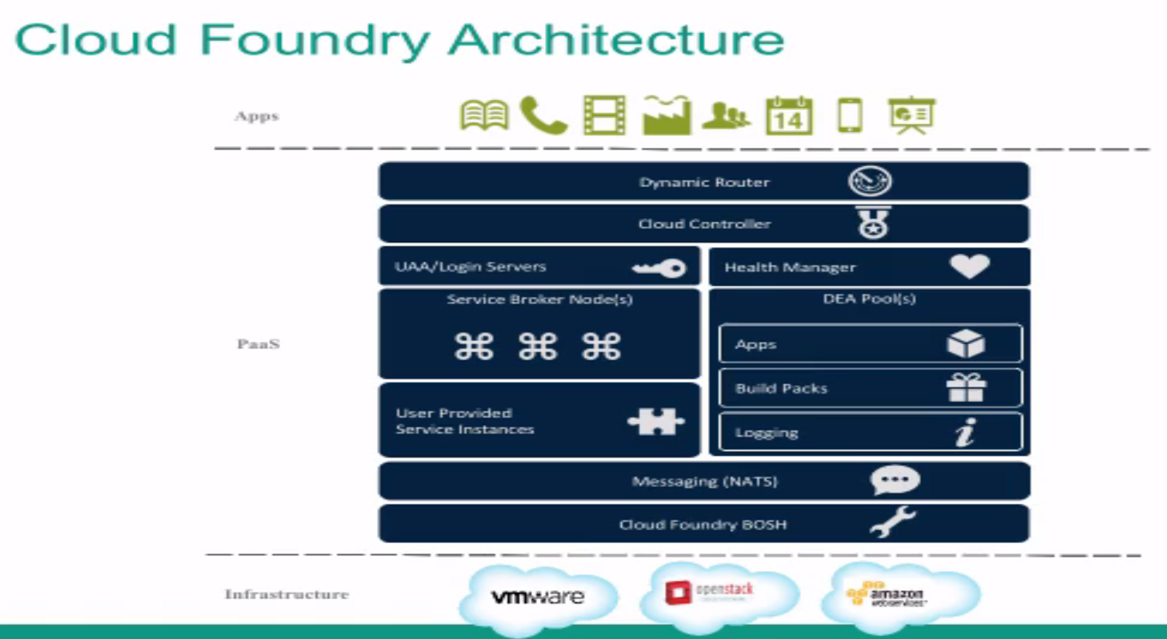 Cloud Foundry Architecture
Apps
14
Dynamic Router
Cloud Controller
UAA/Login Servers
Health Manager
Service Broker Node(s)
DEA Pool(s)
Apps
PaaS
Build Packs
User Provided
Service Instances
Logging
Messaging (NATS)
Cloud Foundry BOSH
Infrastructure
vmware
openstack
amazon
webservices™